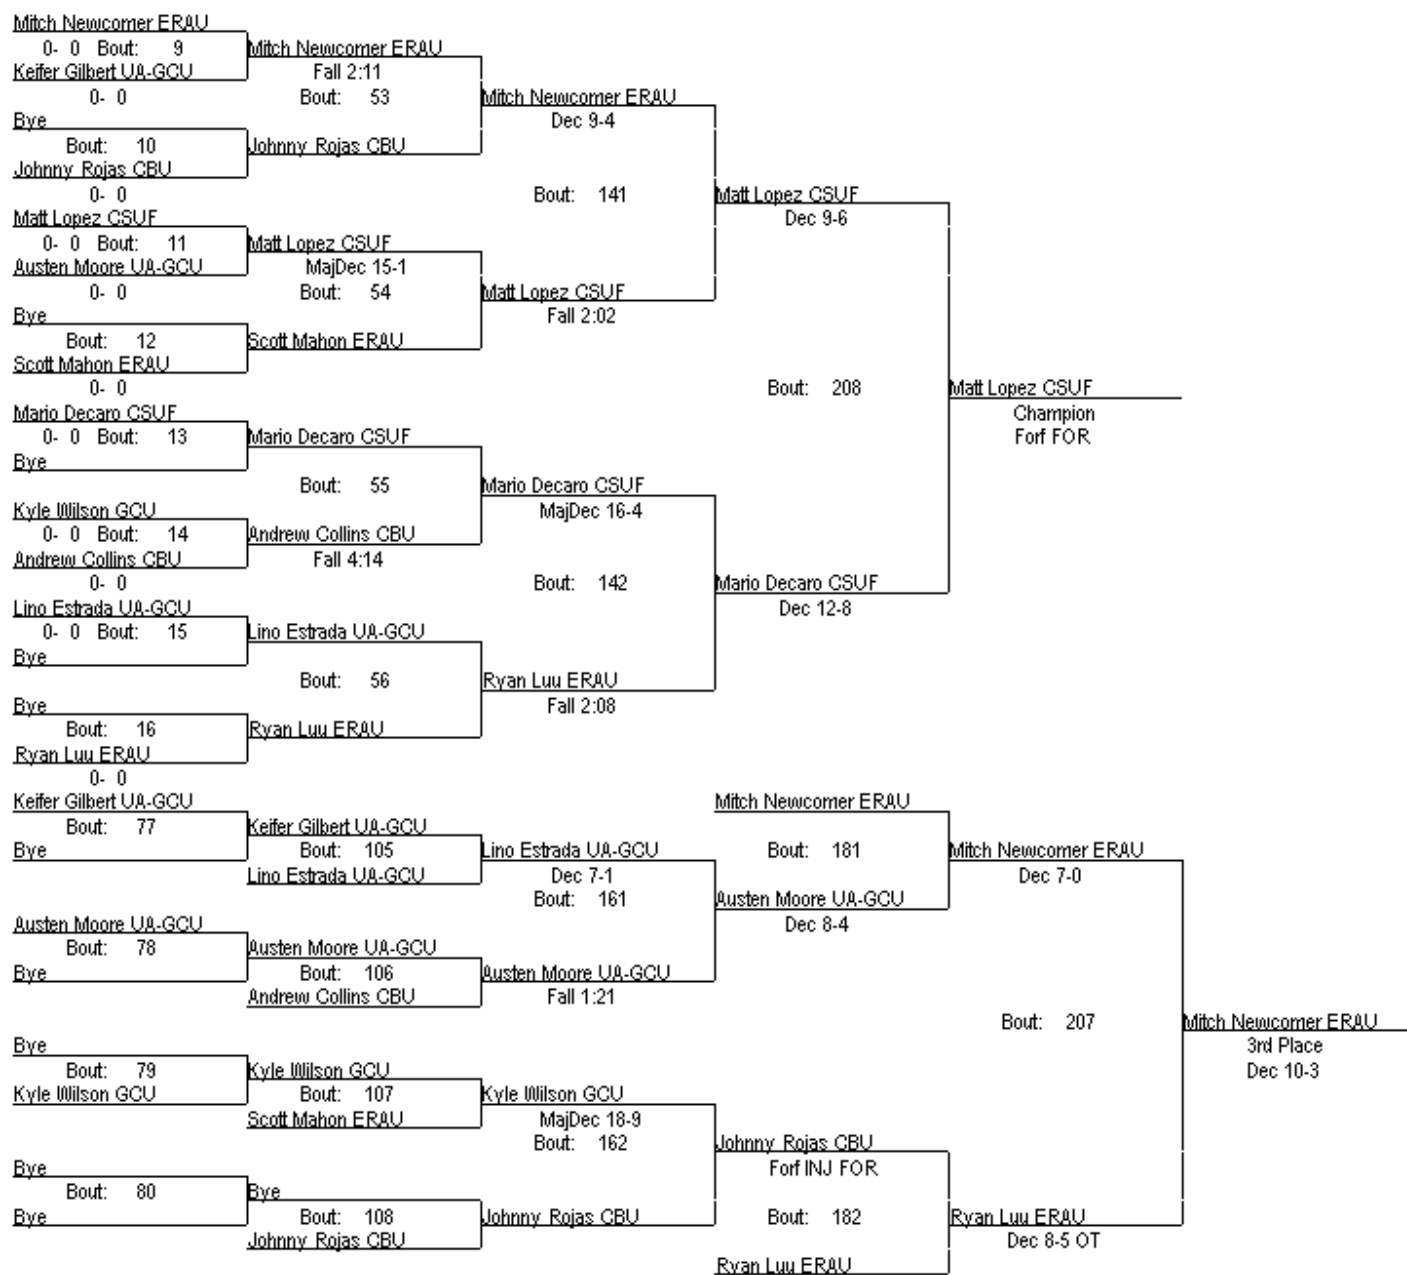 Mitch Newcomer ERAU
0- 0 Bout: 9 Mitch Newcomer ERAU
Keifer Gilbert UA-GCU Fall 2:11
0- 0 Bout: 53 Mitch Newcomer ERAU
Bye Dec 9-4
Bout: 10 Johnny Rojas CBU
Johnny Rojas CBU
0- 0 Bout: 141 Matt Lopez CSUF
Matt Lopez CSUF Dec 9-6
0- 0 Bout: 11 Matt Lopez CSUF
Austen Moore UA-GCU MajDec 15-1
0- 0 Bout: 54 Matt Lopez CSUF
Bye Fall 2:02
Bout: 12 Scott Mahon ERAU
Scott Mahon ERAU
0- 0 Bout: 208 Matt Lopez CSUF
Mario Decaro CSUF Champion
0- 0 Bout: 13 Mario Decaro CSUF Forf FOR
Bye
Bout: 55 Mario Decaro CSUF
Kyle Wilson GCU MajDec 16-4
0- 0 Bout: 14 Andrew Collins CBU
Andrew Collins CBU Fall 4:14
0- 0 Bout: 142 Mario Decaro CSUF
Lino Estrada UA-GCU Dec 12-8
0- 0 Bout: 15 Lino Estrada UA-GCU
Bye
Bout: 56 Ryan Luu ERAU
Bye Fall 2:08
Bout: 16 Ryan Luu ERAU
Ryan Luu ERAU
0- 0
Keifer Gilbert UA-GCU Mitch Newcomer ERAU
Bout: 77 Keifer Gilbert UA-GCU
Bye Bout: 105 Lino Estrada UA-GCU Bout: 181 Mitch Newcomer ERAU
Lino Estrada UA-GCU Dec 7-1 Dec 7-0
Bout: 161 Austen Moore UA-GCU
Austen Moore UA-GCU Dec 8-4
Bout: 78 Austen Moore UA-GCU
Bye Bout: 106 Austen Moore UA-GCU
Andrew Collins CBU Fall 1:21
Bout: 207 Mitch Newcomer ERAU
Bye 3rd Place
Bout: 79 Kyle Wilson GCU Dec 10-3
Kyle Wilson GCU Bout: 107 Kyle Wilson GCU
Scott Mahon ERAU MajDec 18-9
Bout: 162 Johnny Rojas CBU
Bye Forf INJ FOR
Bout: 80 Bye
Bye Bout: 108 Johnny Rojas CBU Bout: 182 Ryan Luu ERAU
Johnny Rojas CBU Dec 8-5 OT
Ryan Luu ERAU